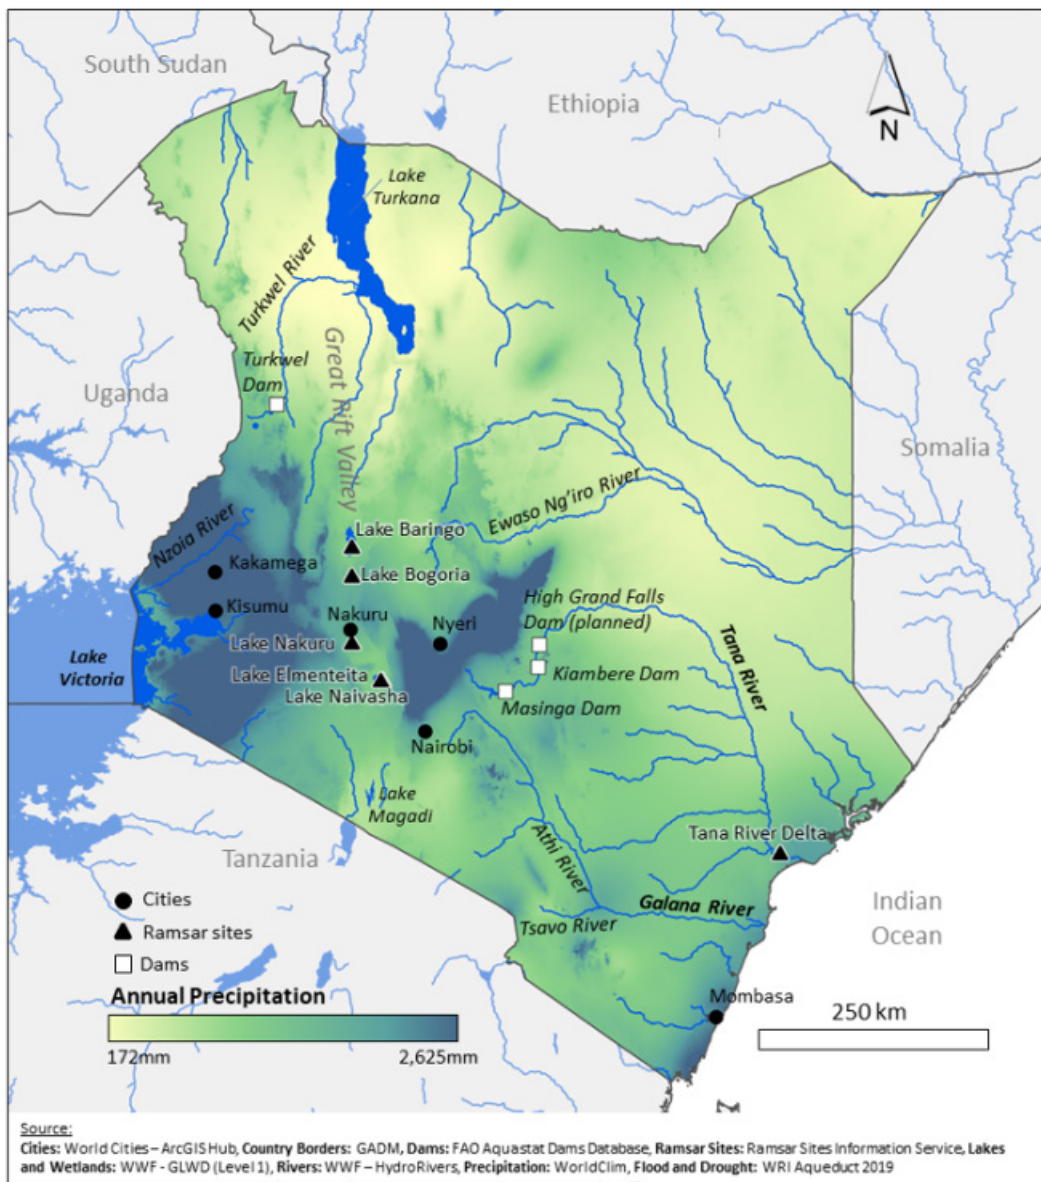 South Sudan
Ethiopia
N
Lake
Turkana
Turkwel River
Great Rift Valley
Turkwel
Dam
Uganda
Somalia
Ewaso Ng'iro River
Nzoia River
Lake Baringo
Kakamega
Lake Bogoria
High Grand Falls
Dam (planned)
Kisumu
Nakuru
Nyeri
Lake Nakuru
Lake
Victoria
Tana River
Lake Elmenteita
Kiambere Dam
Lake Naivasha
Masinga Dam
Nairobi
Lake
Magadi
Tana River Delta
Athi River
Tanzania
Galana River
Indian
Ocean
Tsavo River
Cities
Ramsar sites
Dams
Mombasa
Annual Precipitation
250 km
172mm
2,625mm
Z
Source:
Cities: World Cities – ArcGIS Hub, Country Borders: GADM, Dams: FAO Aquastat Dams Database, Ramsar Sites: Ramsar Sites Information Service, Lakes
and Wetlands: WWF - GLWD (Level 1), Rivers: WWF – HydroRivers, Precipitation: WorldClim, Flood and Drought: WRI Aqueduct 2019